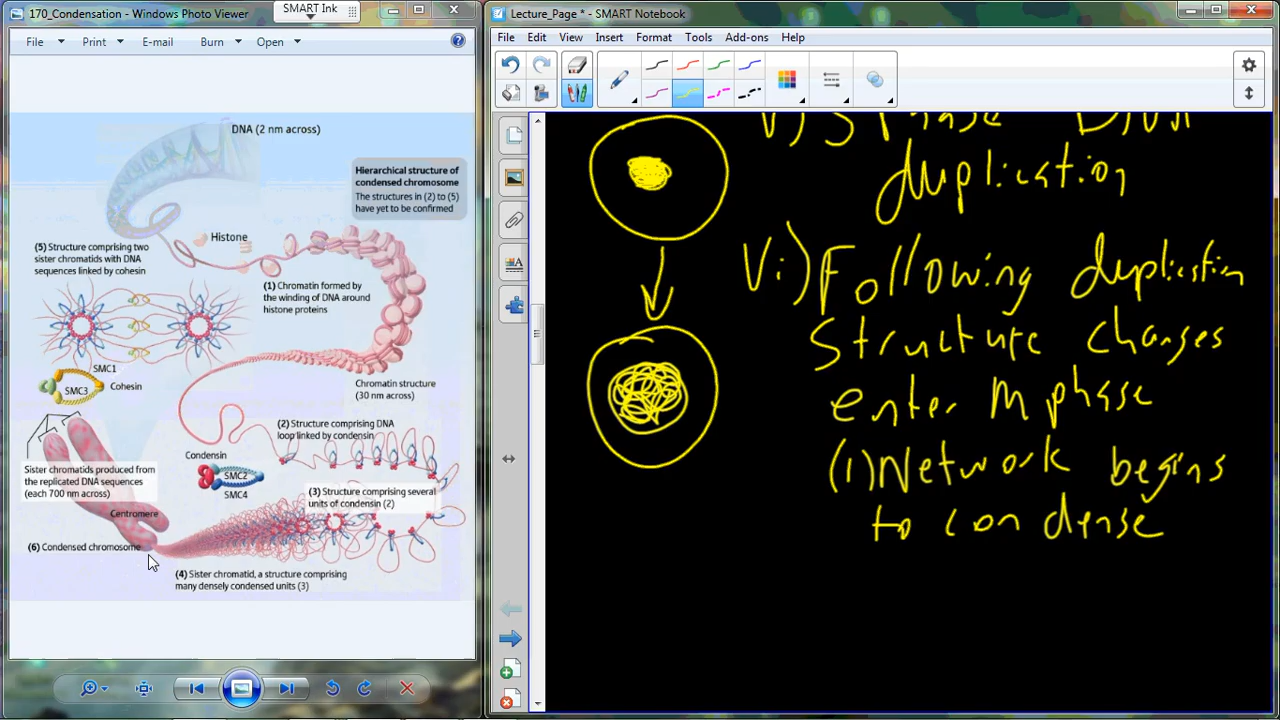 170_Condensation - Windows Photo Viewer
SMART Ink
File Print E-mail Burn Open
DNA (2 nm across)
Hierarchical structure of
condensed chromosome
The structures in (2) to (5)
have yet to be confirmed
Histone
(5) Structure comprising two
sister chromatids with DNA
sequences linked by cohesin
(1) Chromatin formed by
the winding of DNA around
histone proteins
SMC1
SMC3
Cohesin
Chromatin structure
(30 nm across)
(2) Structure comprising DNA
loop linked by condensin
Condensin
SMC2
SMC4
Sister chromatids produced from
the replicated DNA sequences
(each 700 nm across)
(3) Structure comprising several
units of condensin (2)
Centromere
(6) Condensed chromosome
(4) Sister chromatid, a structure comprising
many densely condensed units (3)
Lecture_Page * - SMART Notebook
File Edit View Insert Format Tools Add-ons Help
V) S Phase DNA
duplication
Vi) Following duplication
Structure changes
enter M phase
(1) Network begins
to condense